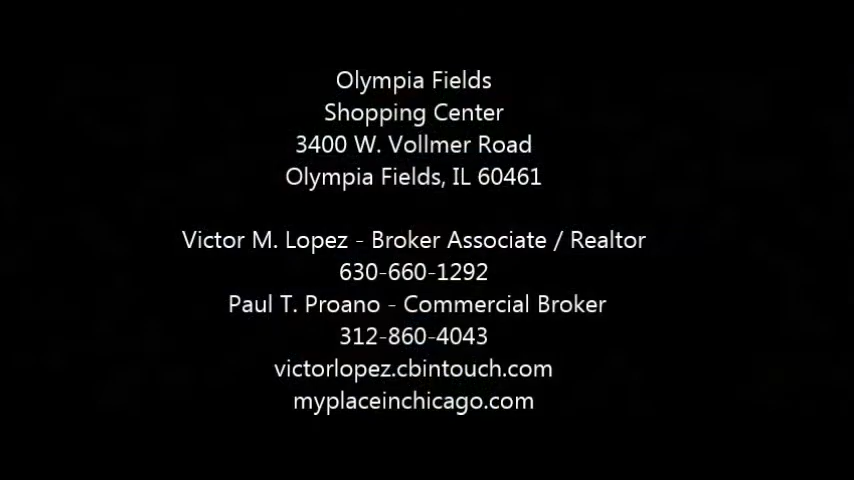 Olympia Fields
Shopping Center
3400 W. Vollmer Road
Olympia Fields, IL 60461
Victor M. Lopez - Broker Associate / Realtor
630-660-1292
Paul T. Proano - Commercial Broker
312-860-4043
victorlopez.cbintouch.com
myplaceinchicago.com